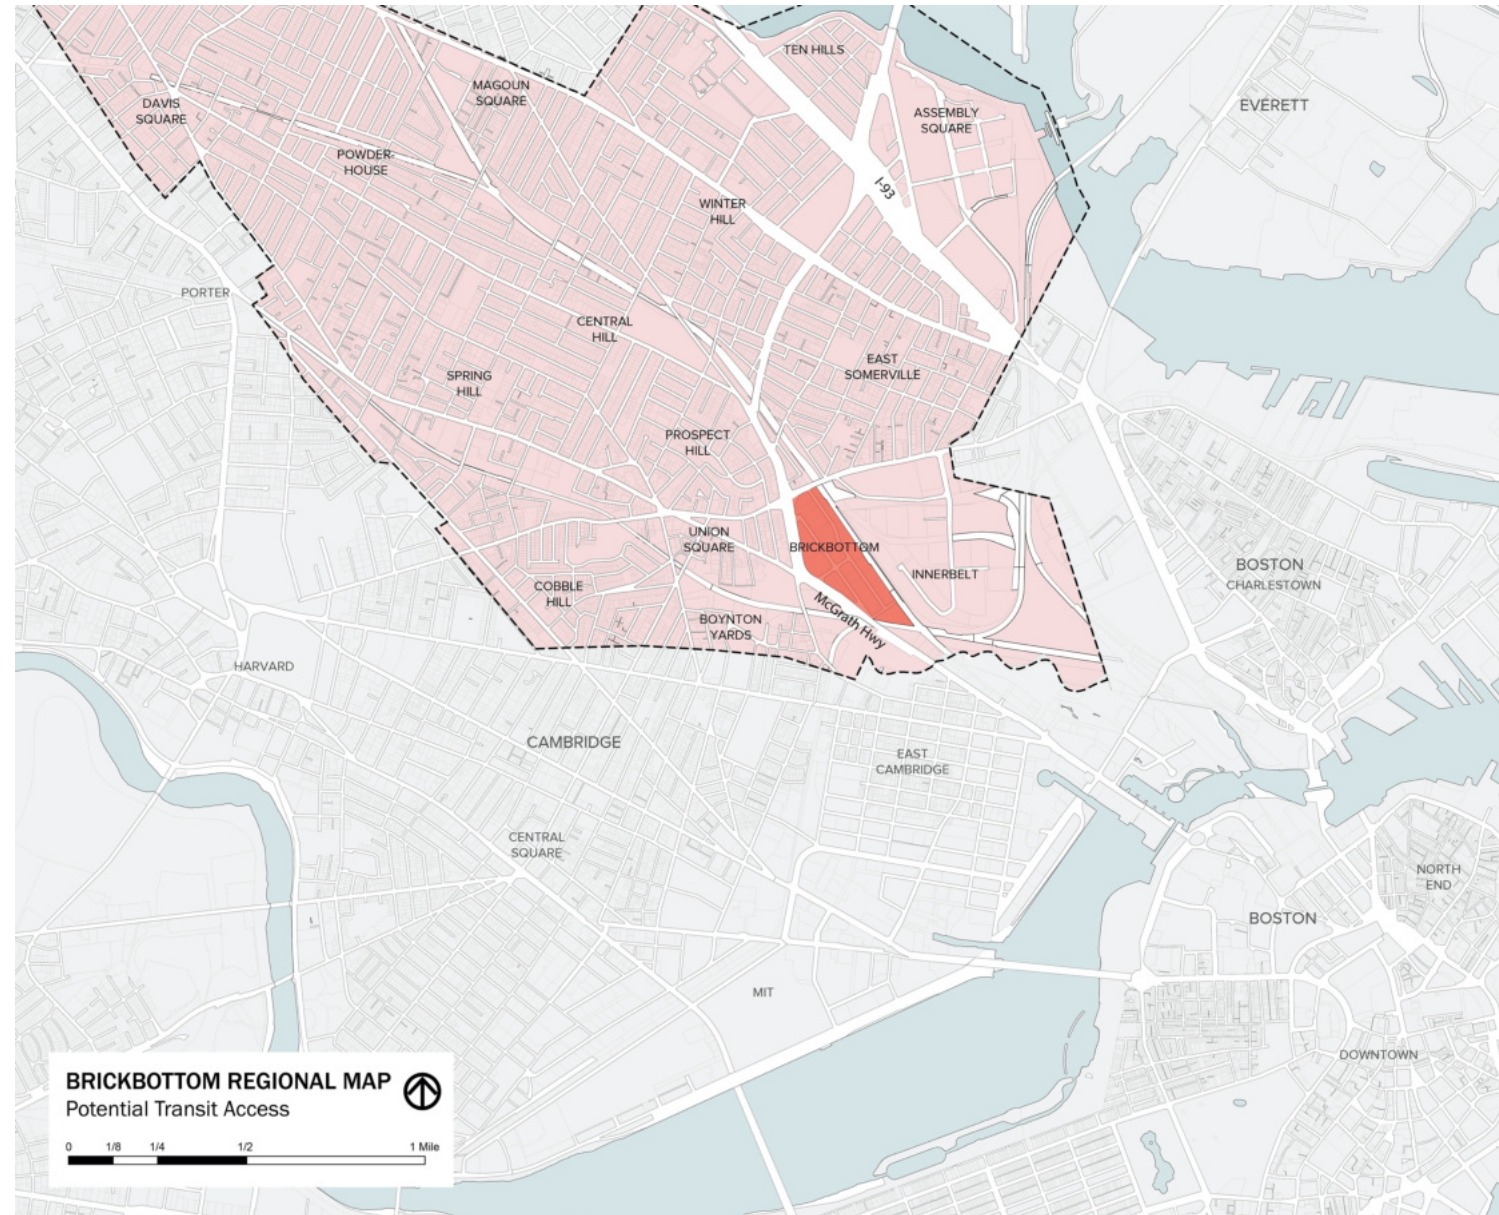 TEN HILLS
MAGOUN
SQUARE
DAVIS
SQUARE
ASSEMBLY
SQUARE
EVERETT
POWDER-
HOUSE
I-93
WINTER
HILL
PORTER
CENTRAL
HILL
EAST
SOMERVILLE
SPRING
HILL
PROSPECT
HILL
UNION
SQUARE
BRICKBOTTOM
INNERBELT
BOSTON
CHARLESTOWN
COBBLE
HILL
BOYNTON
YARDS
McGrath Hwy
HARVARD
CAMBRIDGE
EAST
CAMBRIDGE
CENTRAL
SQUARE
NORTH
END
BOSTON
MIT
DOWNTOWN
BRICKBOTTOM REGIONAL MAP
Potential Transit Access
0 1/8 1/4 1/2 1 Mile